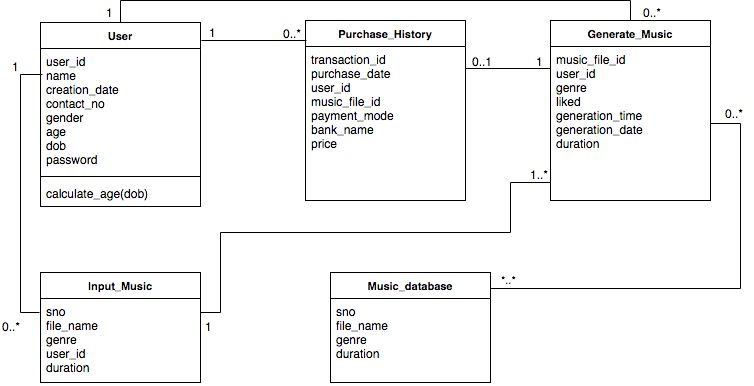 1
0..*
User
user_id
name
creation_date
contact_no
gender
age
dob
password
calculate_age(dob)
1
0..*
Purchase_History
transaction_id
purchase_date
user_id
music_file_id
payment_mode
bank_name
price
0..1
1
Generate_Music
music_file_id
user_id
genre
liked
generation_time
generation_date
duration
1
0..*
1..*
Input_Music
sno
file_name
genre
user_id
duration
0..*
1
Music_database
sno
file_name
genre
duration
*..*